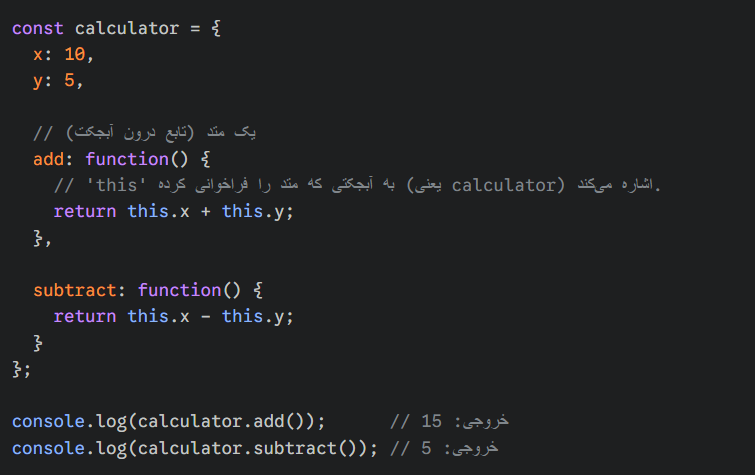 const calculator = {
  x: 10,
  y: 5,

  // یک متد (تابع درون آبجکت)
  add: function() {
    // 'this' به آبجکتی که متد را فراخوانی کرده (یعنی calculator) اشاره می‌کند.
    return this.x + this.y;
  },

  subtract: function() {
    return this.x - this.y;
  }
};

console.log(calculator.add());      // خروجی: 15
console.log(calculator.subtract()); // خروجی: 5